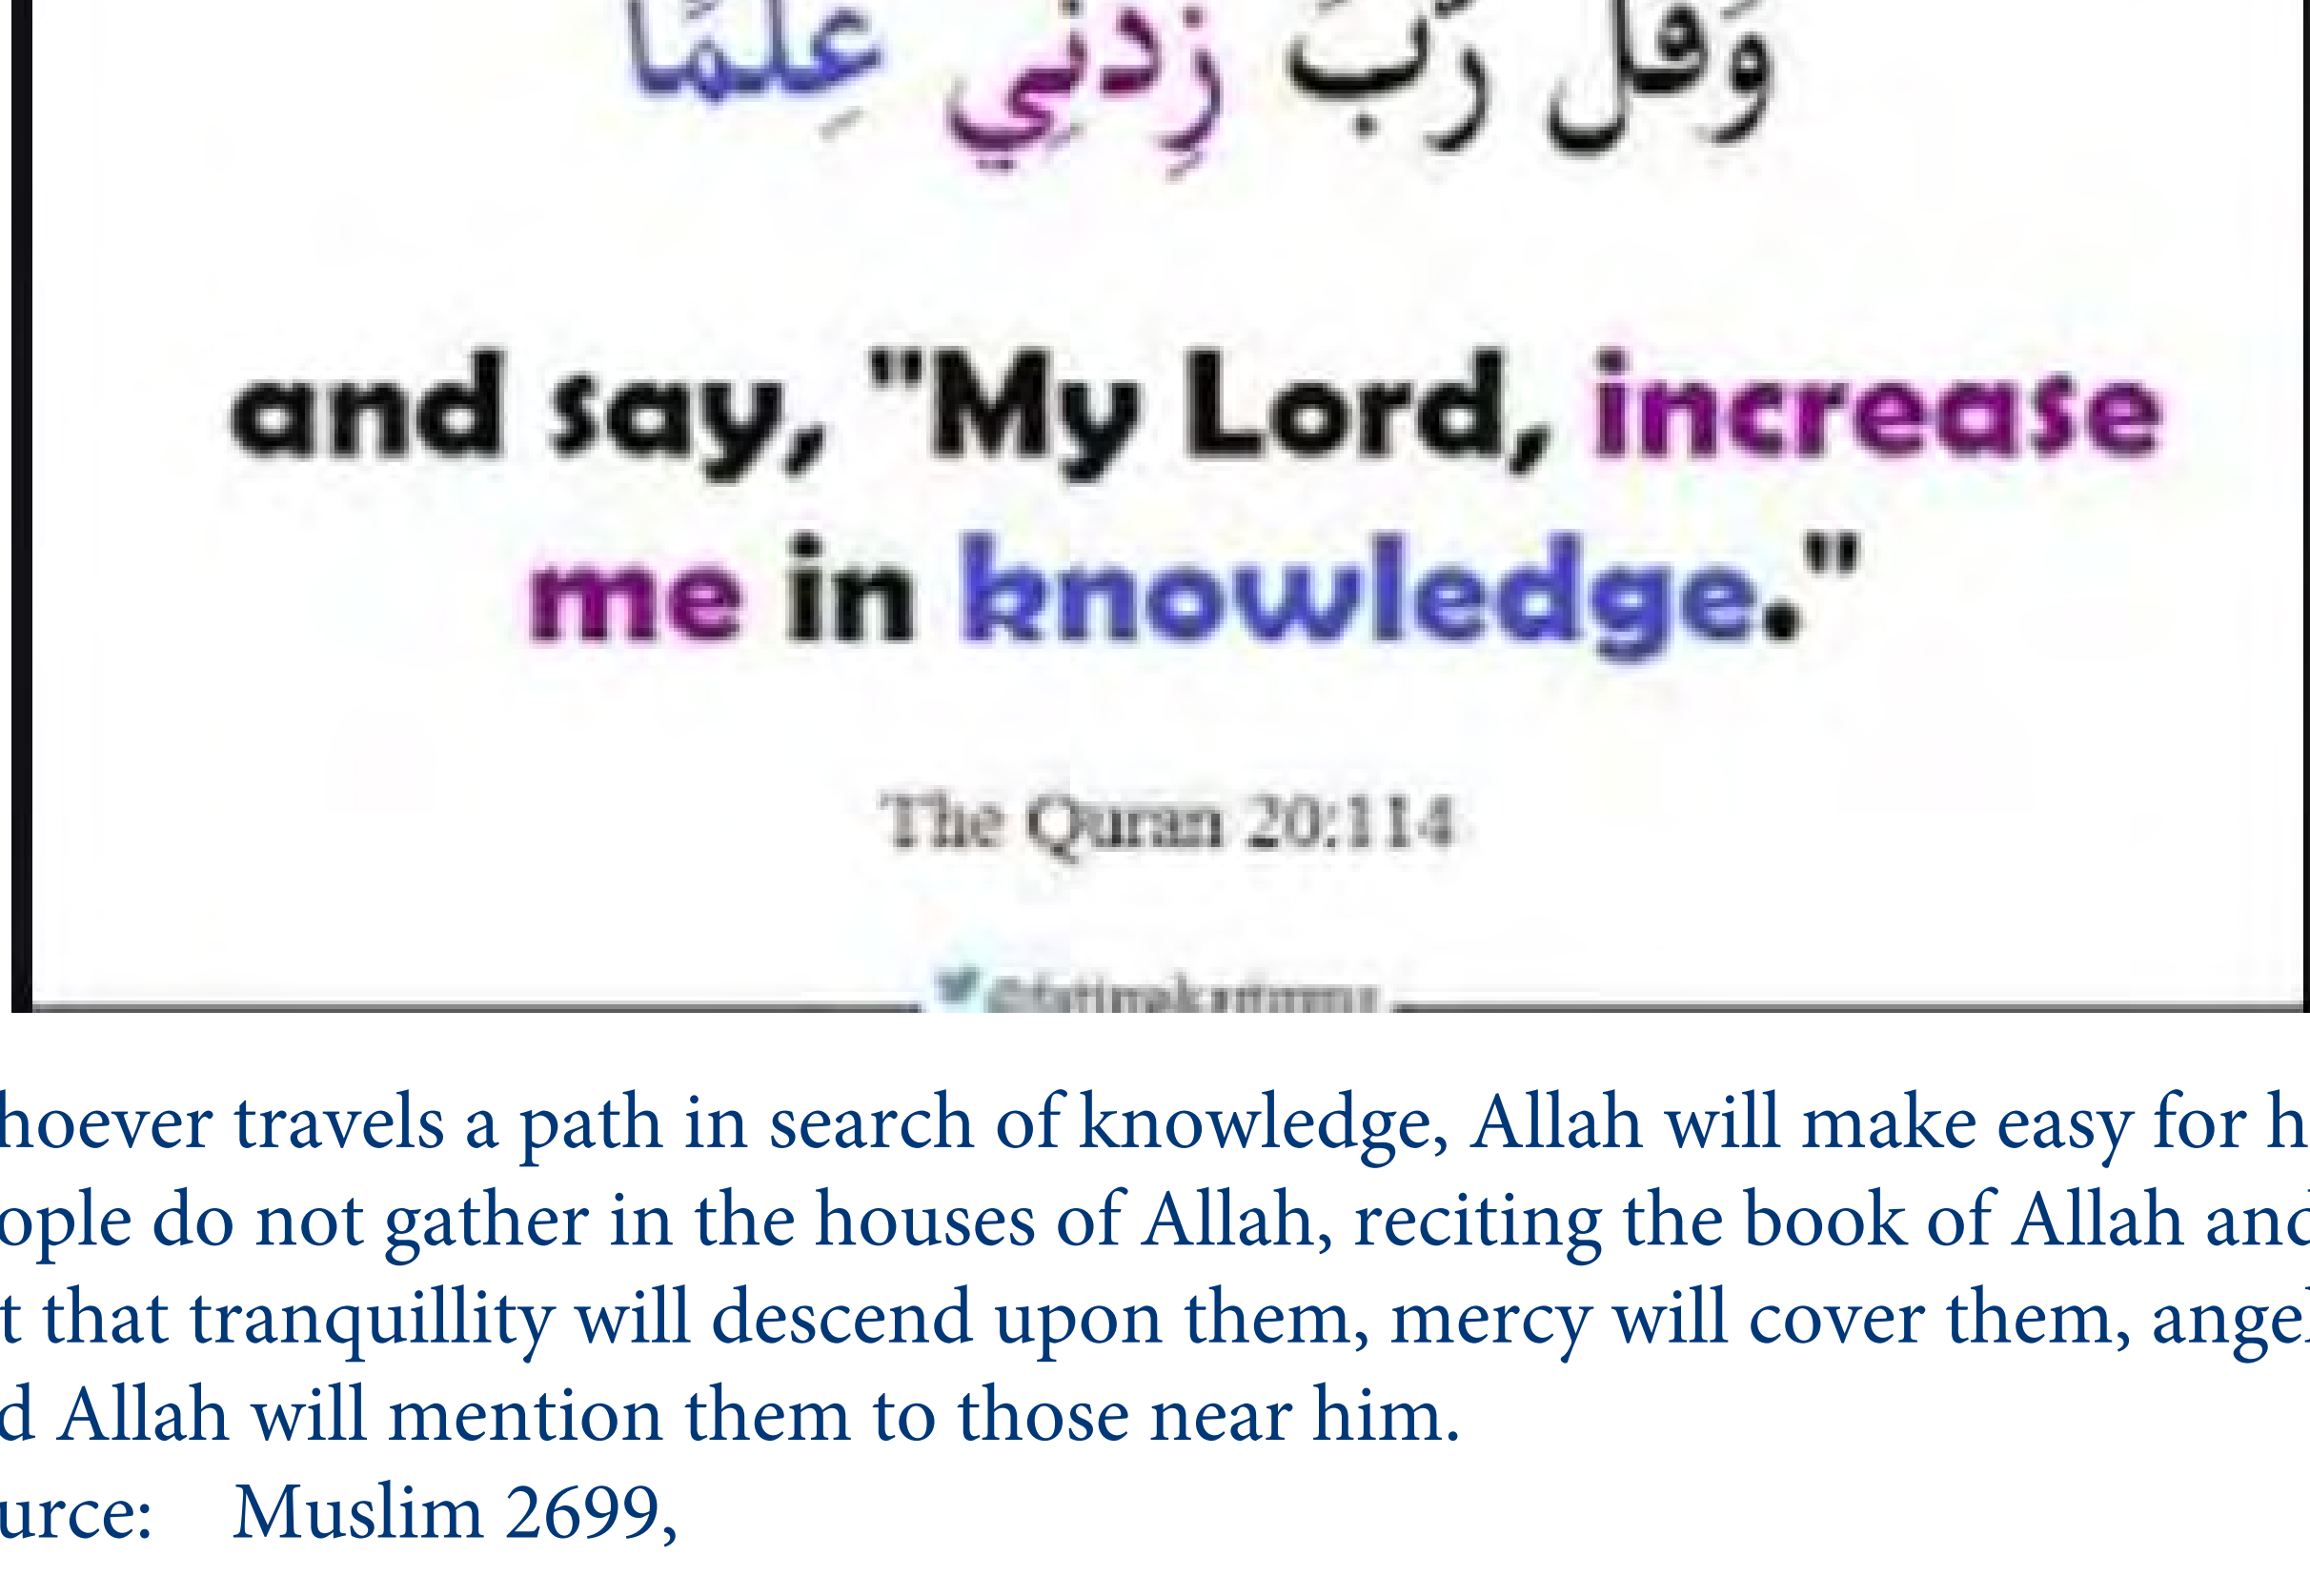 وَقُل رَّبِّ زِدْنِي عِلْمًا
and say, "My Lord, increase
me in knowledge."
The Quran 20:114
hoever travels a path in search of knowledge, Allah will make easy for h
ople do not gather in the houses of Allah, reciting the book of Allah and
t that tranquillity will descend upon them, mercy will cover them, angel
d Allah will mention them to those near him.
urce: Muslim 2699,